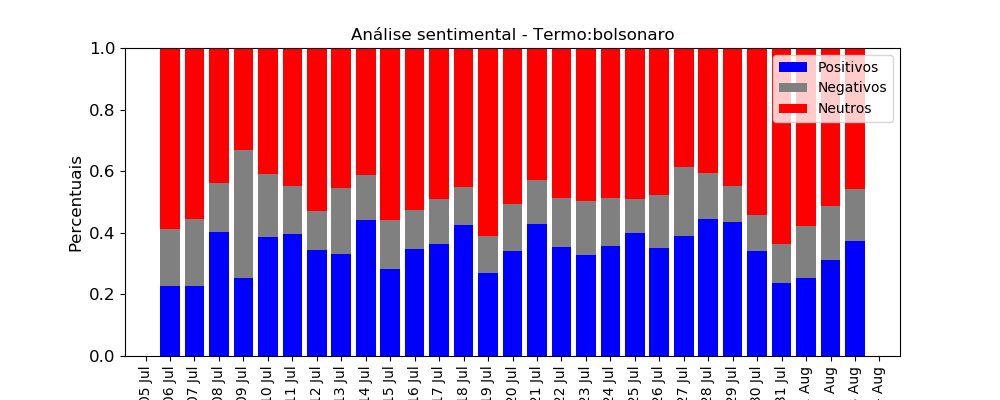 Análise sentimental - Termo:bolsonaro
Percentuais
1.0
0.8
0.6
0.4
0.2
0.0
Positivos
Negativos
Neutros
05 Jul
06 Jul
07 Jul
08 Jul
09 Jul
10 Jul
11 Jul
12 Jul
13 Jul
14 Jul
15 Jul
16 Jul
17 Jul
18 Jul
19 Jul
20 Jul
21 Jul
22 Jul
23 Jul
24 Jul
25 Jul
26 Jul
27 Jul
28 Jul
29 Jul
30 Jul
31 Jul
Aug
Aug
Aug
Aug